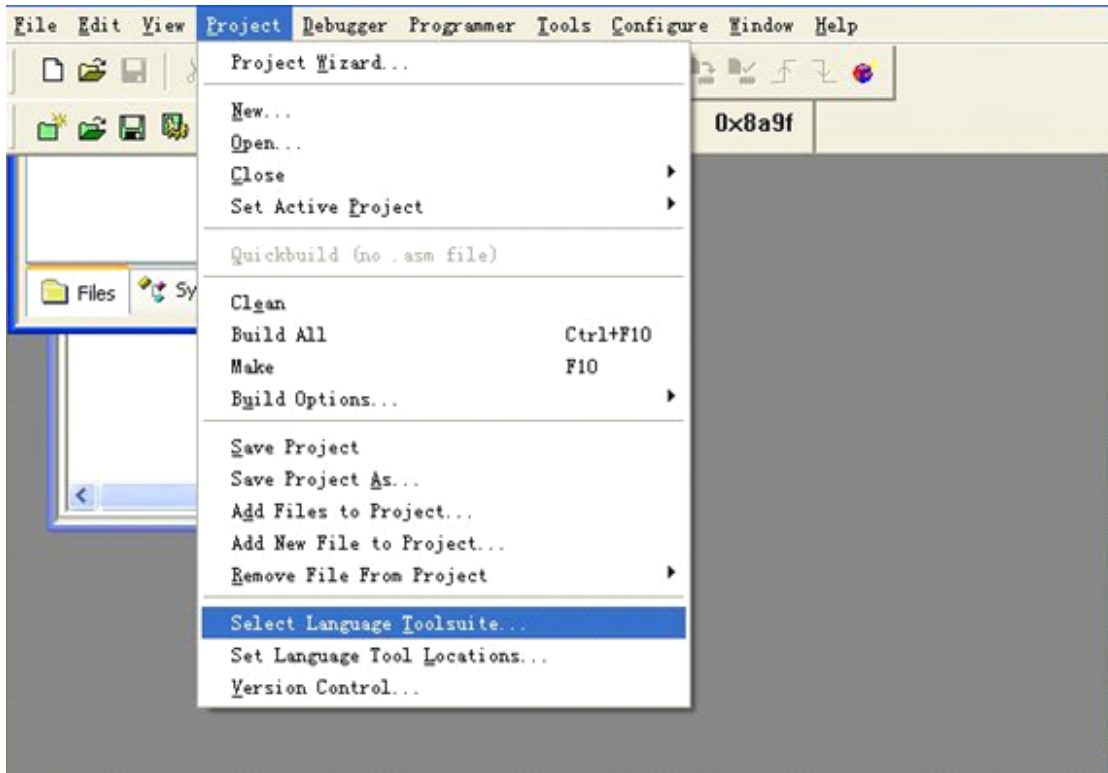 File Edit View Project Debugger Programmer Tools Configure Window Help
Project Wizard...
0x8a9f
New...
Open...
Close
Set Active Project
Quickbuild (no .asm file)
Files
Clean
Build All Ctrl+F10
Make F10
Build Options...
Save Project
Save Project As...
Add Files to Project...
Add New File to Project...
Remove File From Project
Select Language Toolsuite...
Set Language Tool Locations...
Version Control...